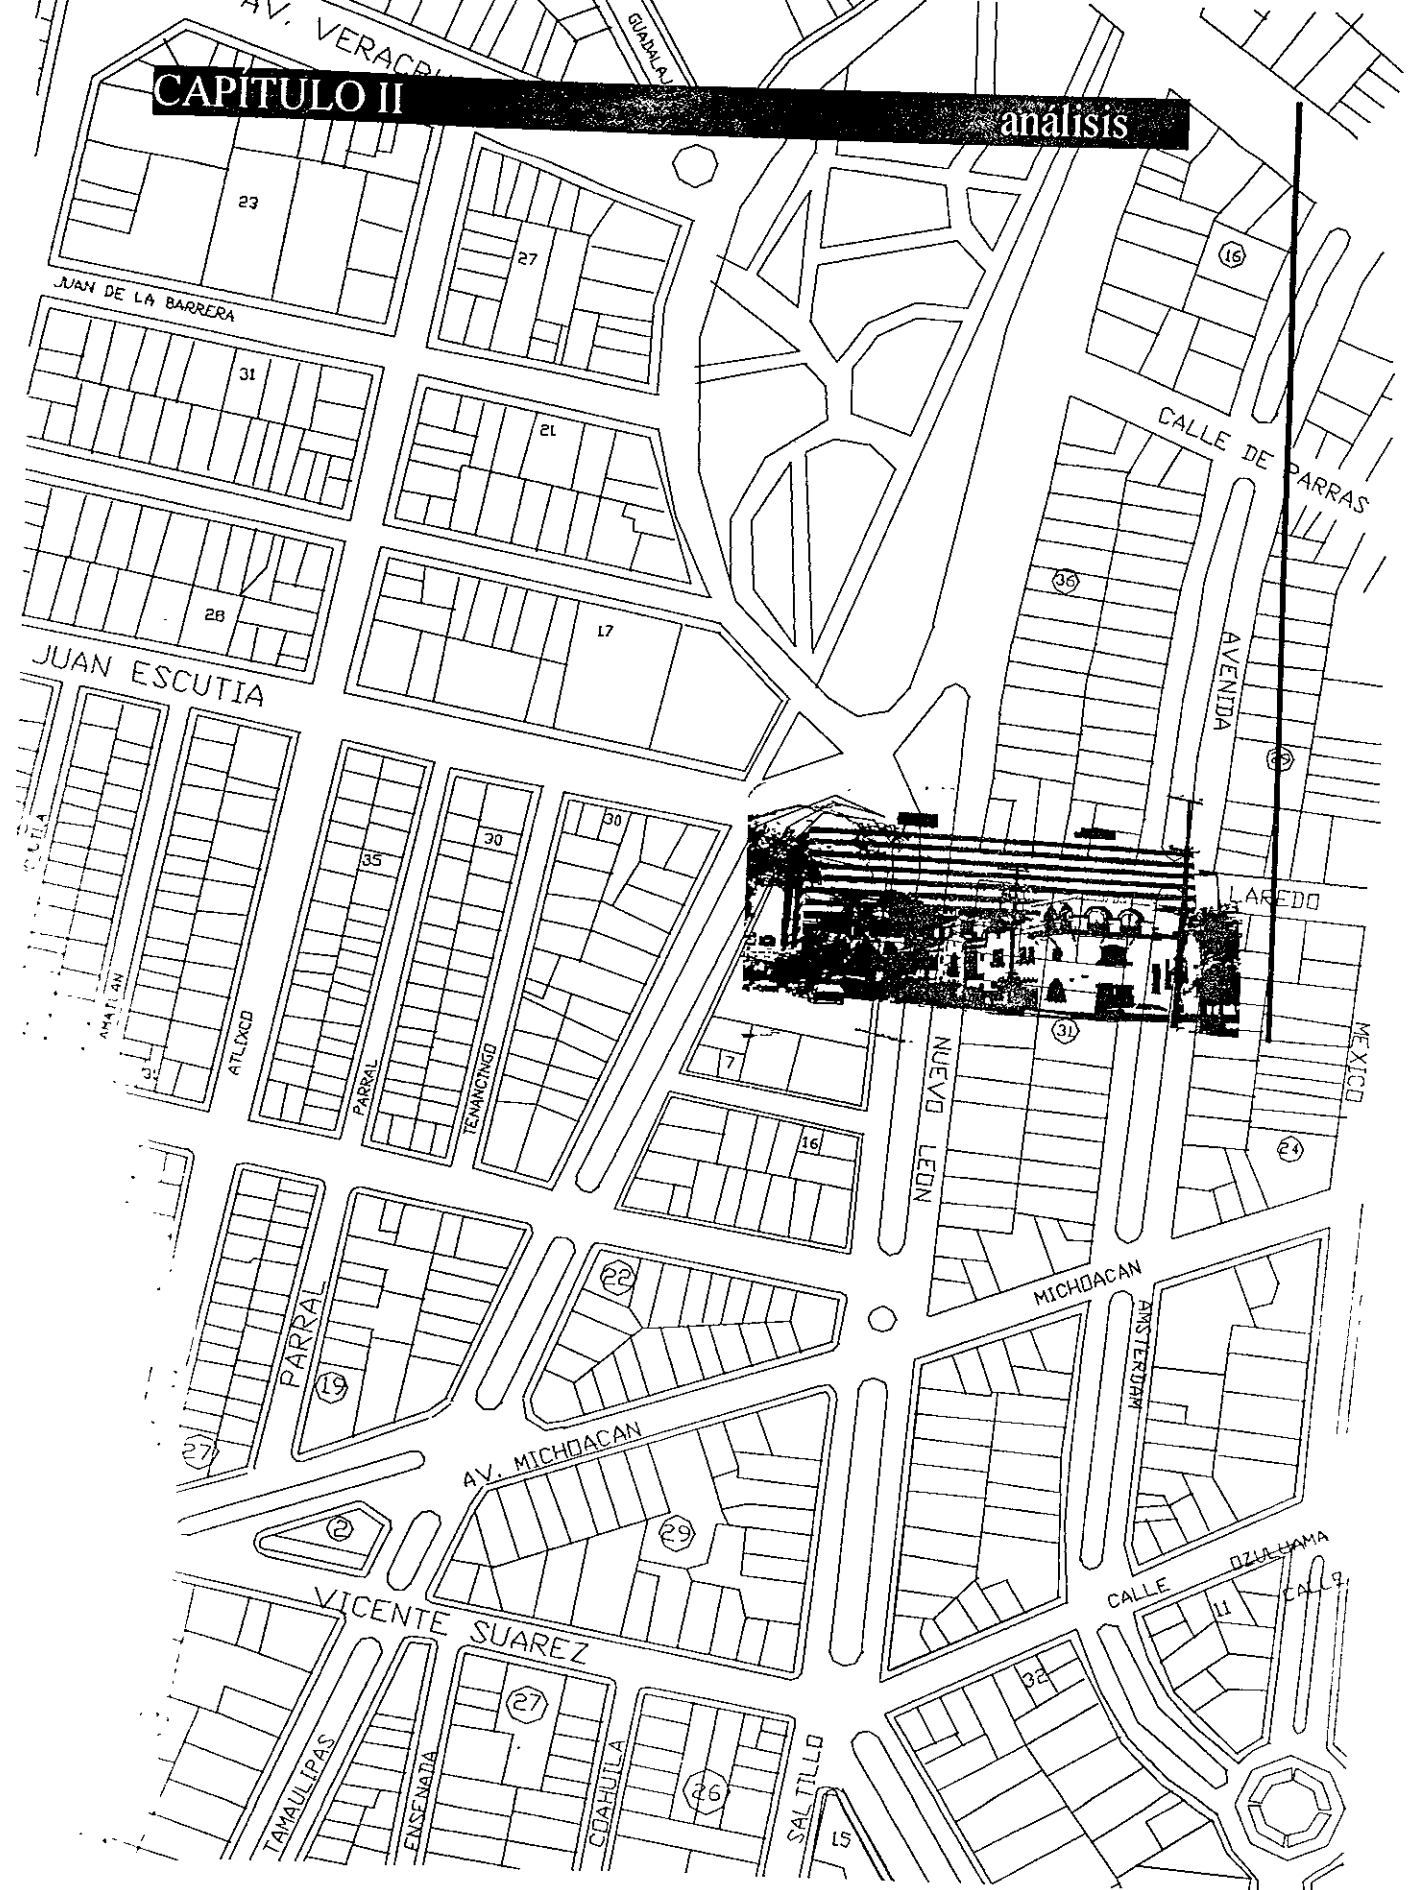 AV. VERACRU
GUADALAJ
CAPÍTULO II
análisis
23
27
16
JUAN DE LA BARRERA
31
21
CALLE DE PARRAS
36
28
17
AVENIDA
JUAN ESCUTIA
30
30
35
LAREDO
31
MEXICO
NUEVO LEON
7
ATLIXCO
PARRAL
TENANCINGO
16
24
22
MICHOACAN
AMSTERDAM
PARRAL
19
27
AV. MICHOACAN
2
29
OZULUAMA
CALLE
CALLE
11
VICENTE SUAREZ
32
27
TAMAULIPAS
ENSENADA
COAHUILA
26
SALTILLO
15